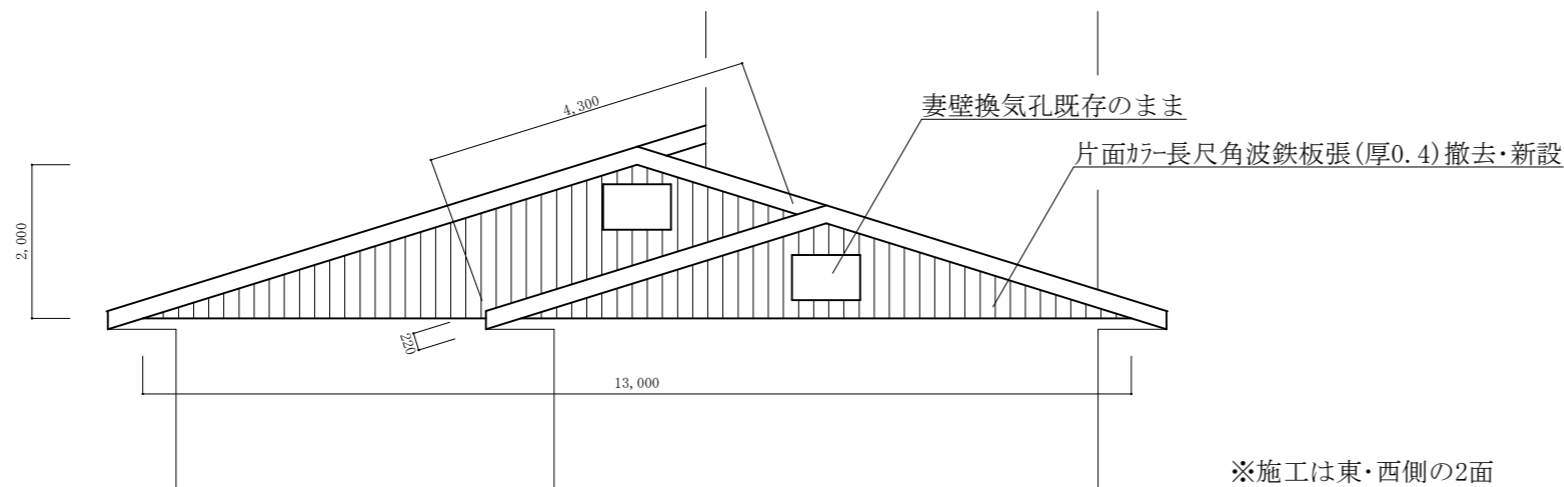 4,300
妻壁換気孔既存のまま
片面ｶﾗｰ長尺角波鉄板張(厚0.4)撤去・新設
2,000
220
13,000
※施工は東・西側の2面